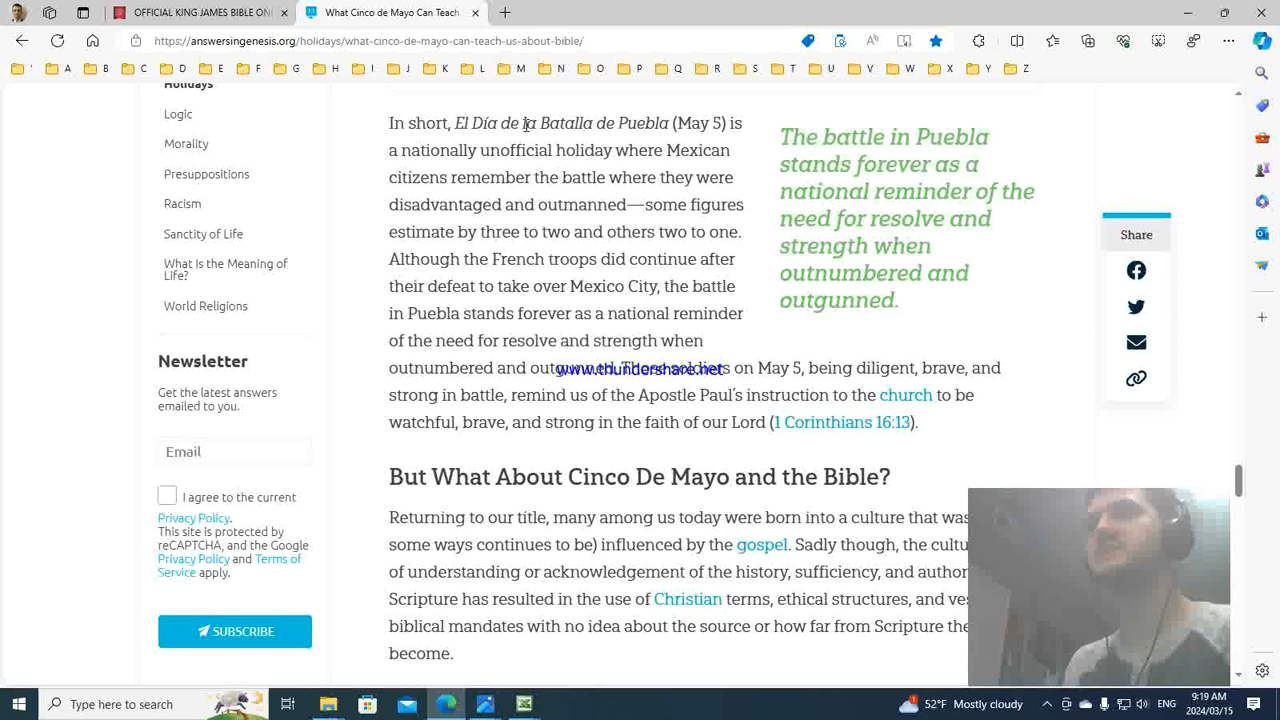 OFFICIAL KING JAMES BIBLE ON
What Cinco de Mayo Can Teach
https://answersingenesis.org/holidays/what-cinco-de-mayo-can-teach-us-about-bible/
' A B C D E F G H I J K L M N O P Q R S T U V W X Y Z
Holidays
Logic
Morality
Presuppositions
Racism
Sanctity of Life
What Is the Meaning of
Life?
World Religions
Newsletter
Get the latest answers
emailed to you.
Email
I agree to the current
Privacy Policy.
This site is protected by
reCAPTCHA, and the Google
Privacy Policy and Terms of
Service apply.
SUBSCRIBE
In short, El Día de la Batalla de Puebla (May 5) is
a nationally unofficial holiday where Mexican
citizens remember the battle where they were
disadvantaged and outmanned—some figures
estimate by three to two and others two to one.
Although the French troops did continue after
their defeat to take over Mexico City, the battle
in Puebla stands forever as a national reminder
of the need for resolve and strength when
outnumbered and outgunned. Those soldiers on May 5, being diligent, brave, and
strong in battle, remind us of the Apostle Paul's instruction to the church to be
watchful, brave, and strong in the faith of our Lord (1 Corinthians 16:13).
www.thundershare.net
The battle in Puebla
stands forever as a
national reminder of the
need for resolve and
strength when
outnumbered and
outgunned.
But What About Cinco De Mayo and the Bible?
Returning to our title, many among us today were born into a culture that was
some ways continues to be) influenced by the gospel. Sadly though, the cultu
of understanding or acknowledgement of the history, sufficiency, and author
Scripture has resulted in the use of Christian terms, ethical structures, and ve
biblical mandates with no idea about the source or how far from Scripture the
become.
Share
Type here to search
52°F Mostly cloudy
9:19 AM
2024/03/15